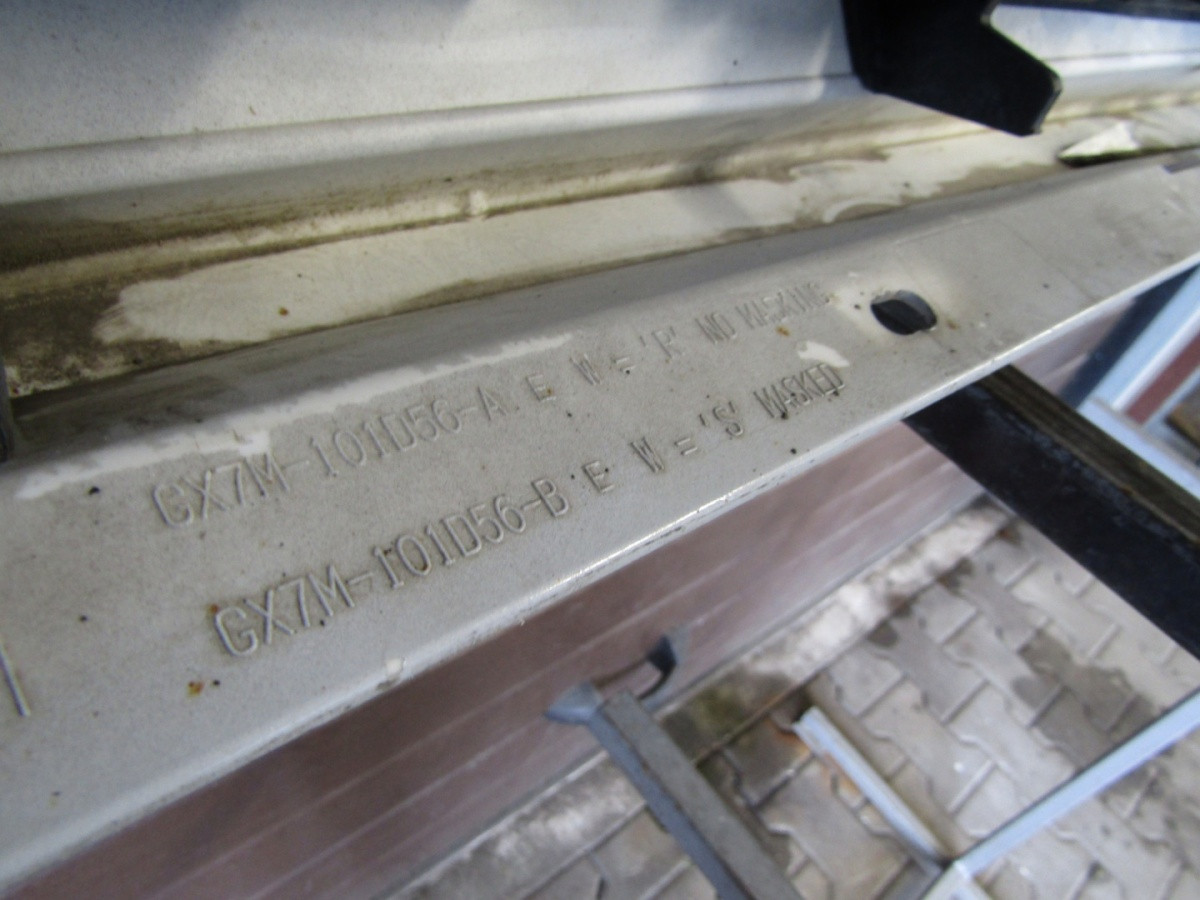 GX7M-101D56-A E W = 'R' NO MASKING
GX7M-101D56-B E W = 'S' MASKED